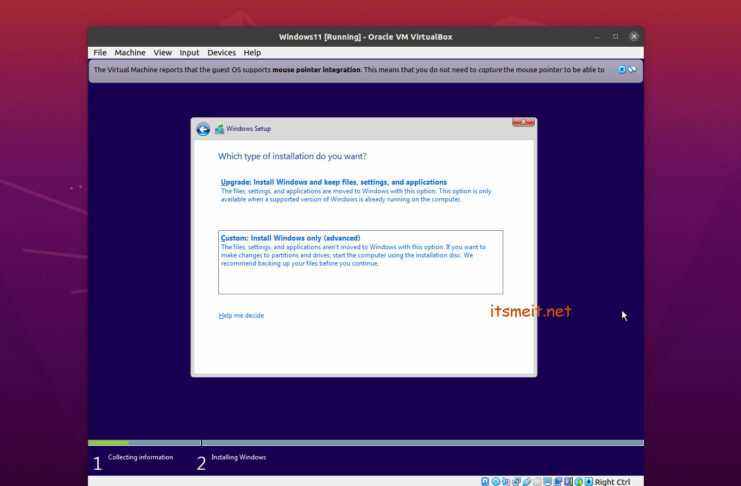 Windows11 [Running] - Oracle VM VirtualBox
File Machine View Input Devices Help
The Virtual Machine reports that the guest OS supports mouse pointer integration. This means that you do not need to capture the mouse pointer to be able to
Windows Setup
Which type of installation do you want?
Upgrade: Install Windows and keep files, settings, and applications
The files, settings, and applications are moved to Windows with this option. This option is only
available when a supported version of Windows is already running on the computer.
Custom: Install Windows only (advanced)
The files, settings, and applications aren't moved to Windows with this option. If you want to
make changes to partitions and drives, start the computer using the installation disc. We
recommend backing up your files before you continue.
itsmeit.net
Help me decide
1 Collecting information 2 Installing Windows
Right Ctrl